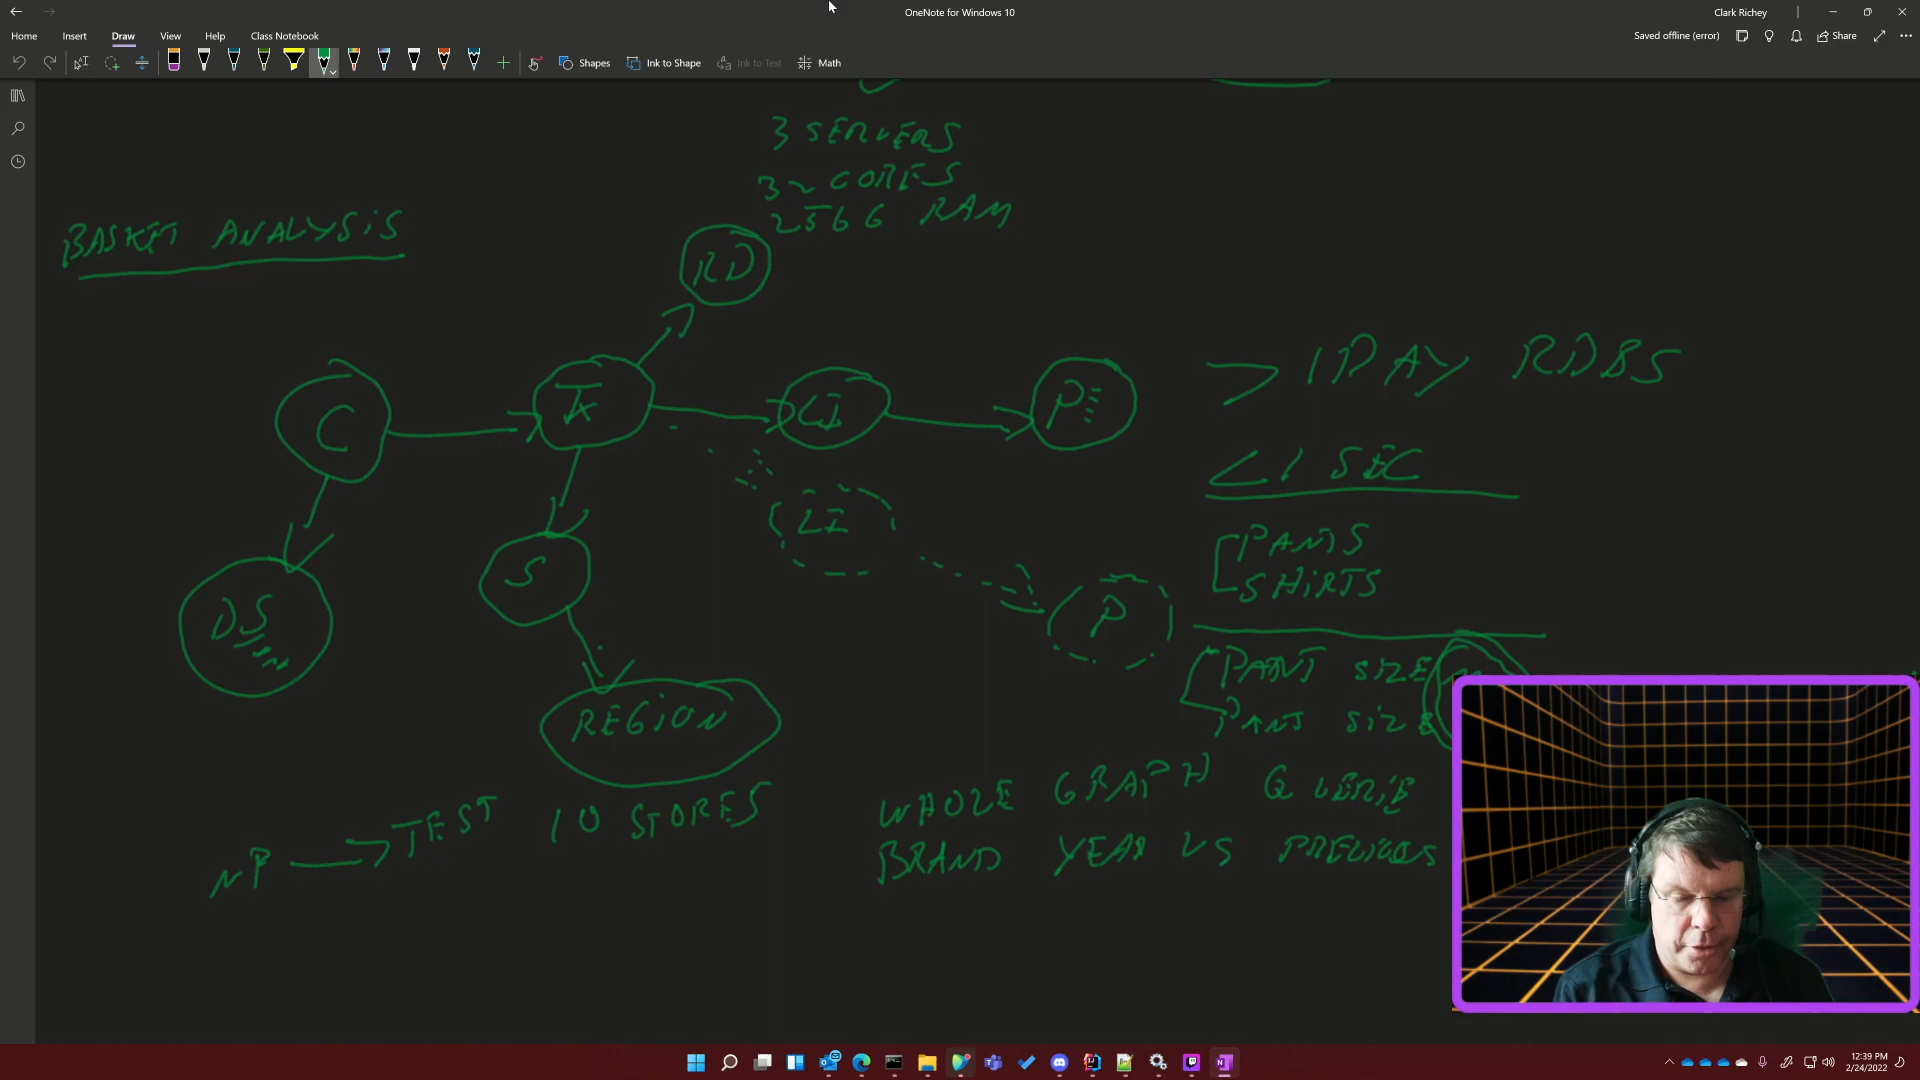 OneNote for Windows 10
Clark Richey
Home Insert Draw View Help Class Notebook
Saved offline (error) Share
Shapes Ink to Shape Ink to Text Math
3 SERVERS
32 CORES
256 G RAM
BASKET ANALYSIS
RD
C
TX
LI
P
> 1 DAY RDBS
< 1 SEC
LI
PANTS
SHIRTS
S
DS
P
PANT SIZE
PANT SIZE
REGION
WHOLE GRAPH QUERIE
NP → TEST 10 STORES
BRAND YEAR VS PREVIOUS
12:39 PM
2/24/2022